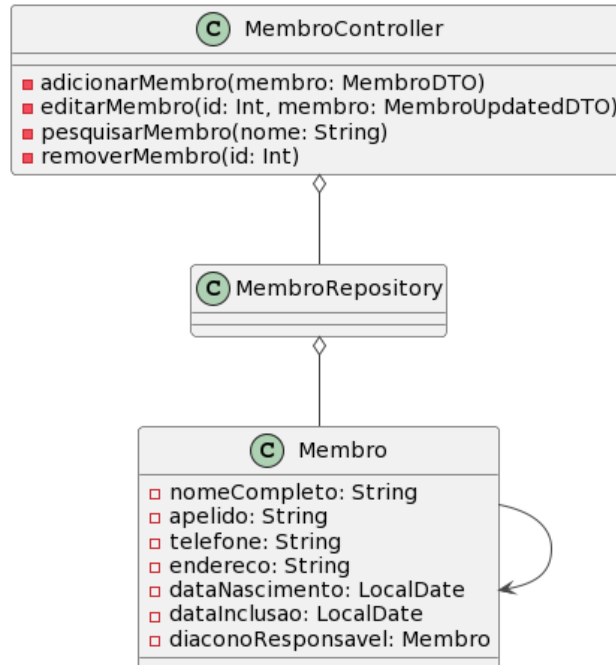 C MembroController
adicionarMembro(membro: MembroDTO)
editarMembro(id: Int, membro: MembroUpdatedDTO)
pesquisarMembro(nome: String)
removerMembro(id: Int)
C MembroRepository
C Membro
nomeCompleto: String
apelido: String
telefone: String
endereco: String
dataNascimento: LocalDate
dataInclusao: LocalDate
diaconoResponsavel: Membro